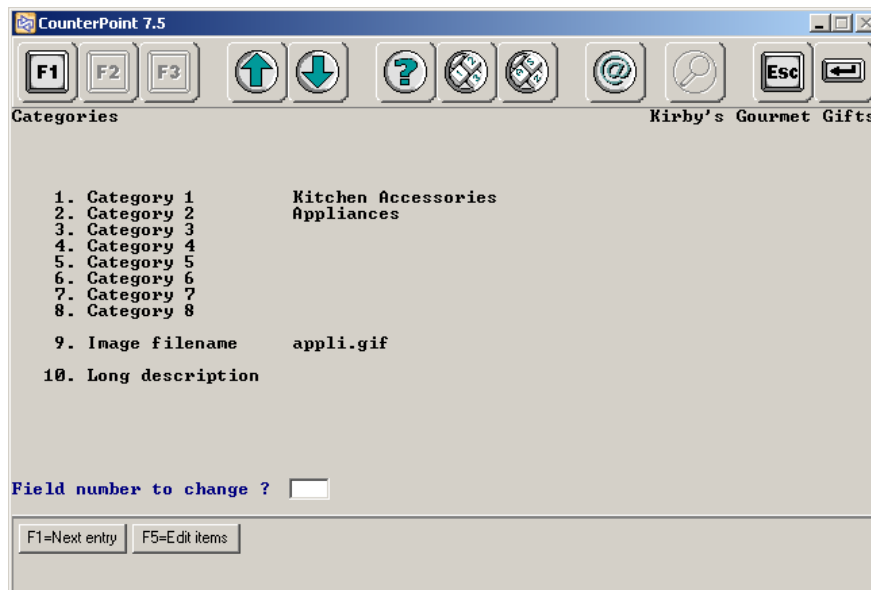 CounterPoint 7.5
F1 F2 F3 ? @ Esc
Categories Kirby's Gourmet Gifts
1. Category 1 Kitchen Accessories
2. Category 2 Appliances
3. Category 3
4. Category 4
5. Category 5
6. Category 6
7. Category 7
8. Category 8
9. Image filename appli.gif
10. Long description
Field number to change ?
F1=Next entry F5=Edit items